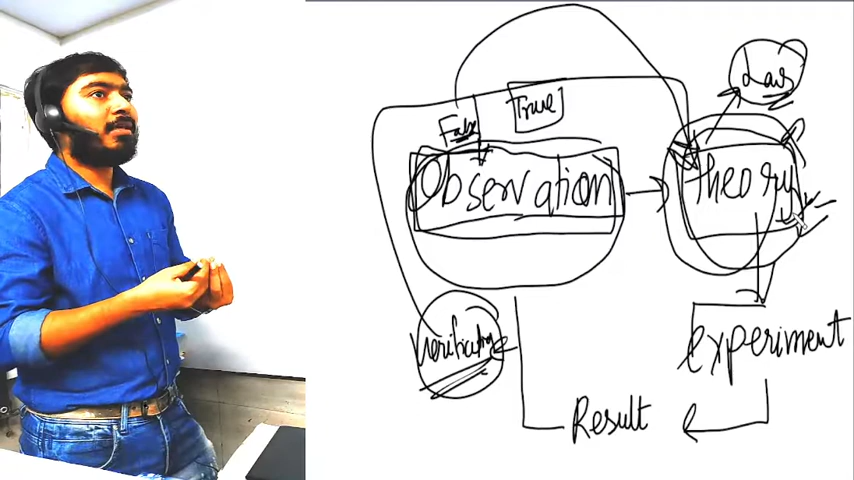 Law
True
False
Observation
Theory
Verification
experiment
Result